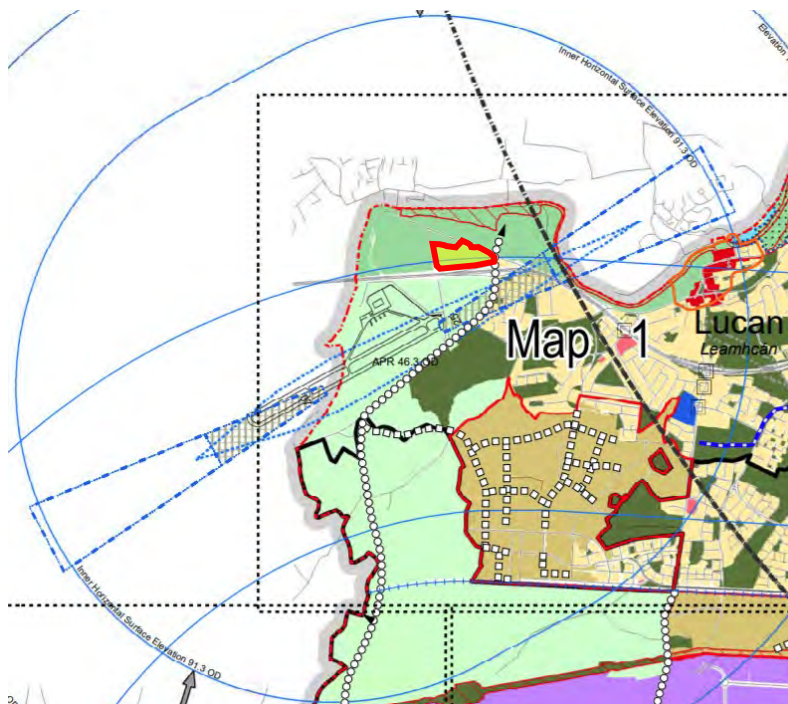 Inner Horizontal Surface Elevation 91.3 OD
Elevation
Map 1
Lucan
Leamhcán
APR 46.3 OD
Inner Horizontal Surface Elevation 91.3 OD